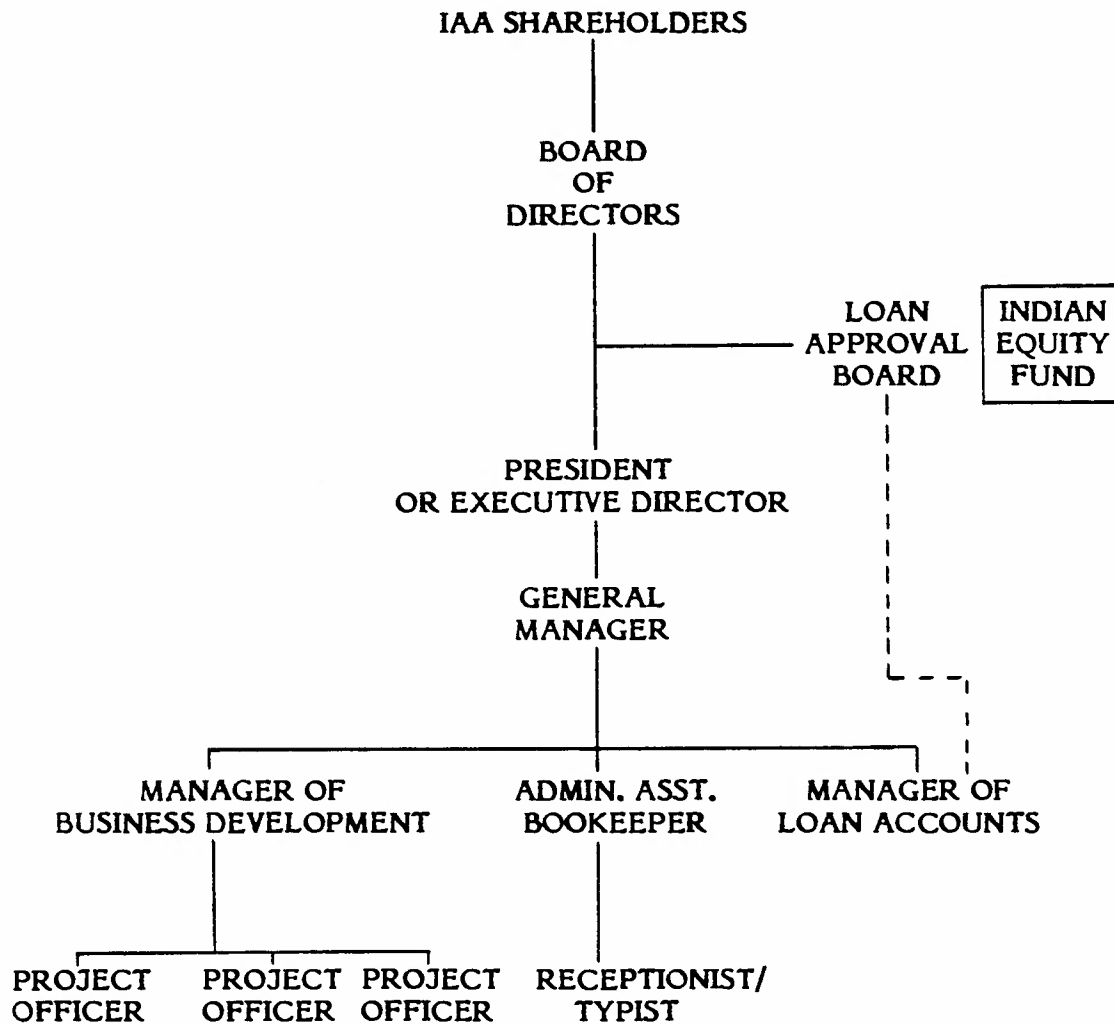 IAA SHAREHOLDERS
BOARD
OF
DIRECTORS
LOAN
APPROVAL
BOARD
INDIAN
EQUITY
FUND
PRESIDENT
OR EXECUTIVE DIRECTOR
GENERAL
MANAGER
MANAGER OF
BUSINESS DEVELOPMENT
ADMIN. ASST.
BOOKEEPER
MANAGER OF
LOAN ACCOUNTS
PROJECT
OFFICER
PROJECT
OFFICER
PROJECT
OFFICER
RECEPTIONIST/
TYPIST